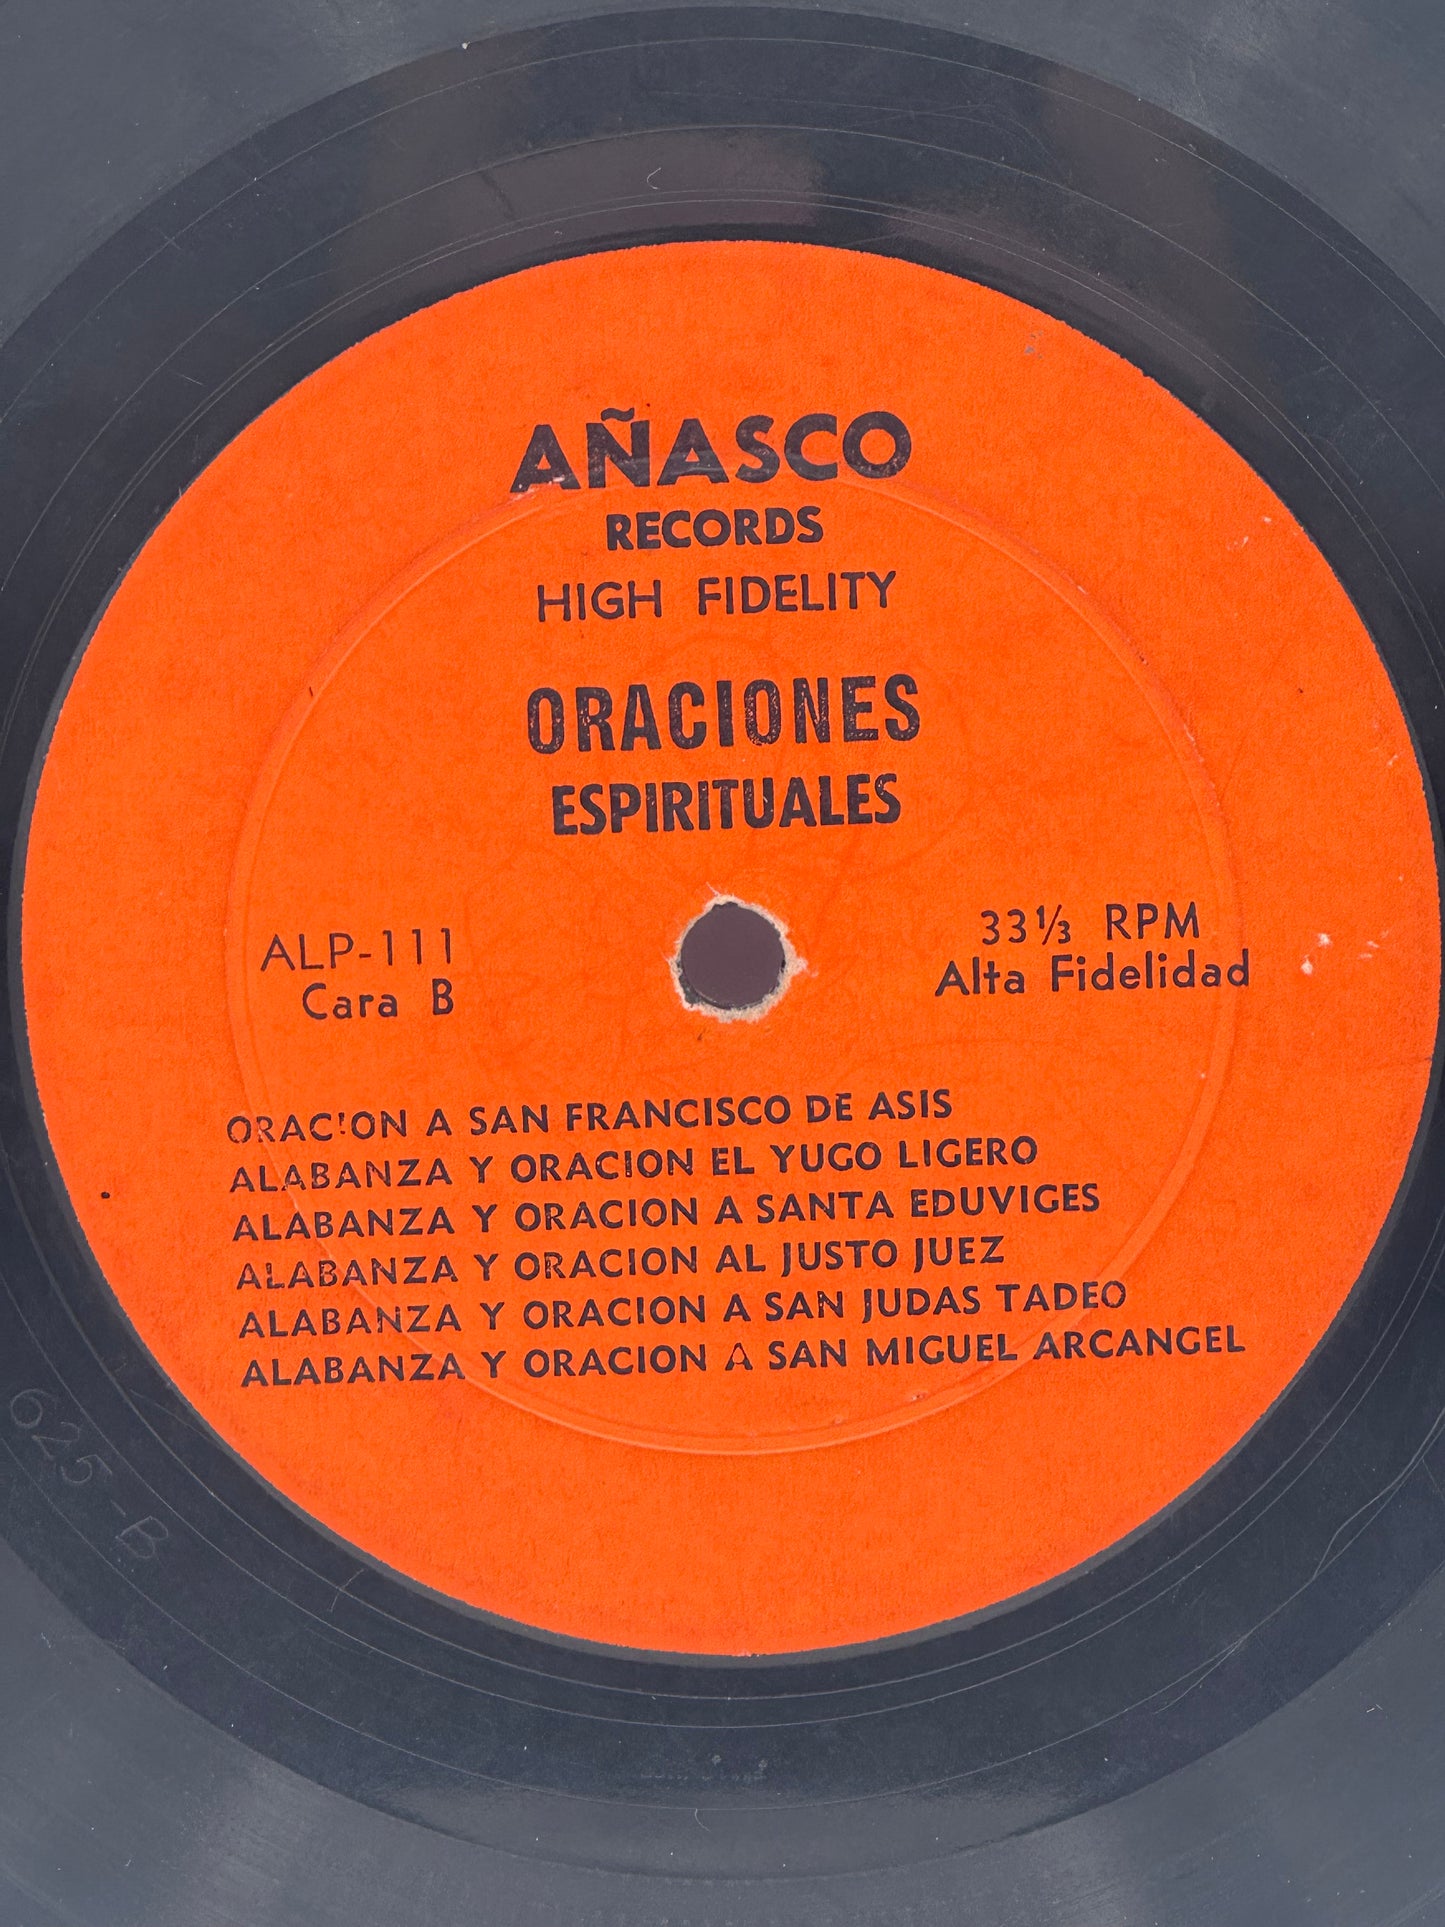 AÑASCO
RECORDS
HIGH FIDELITY
ORACIONES
ESPIRITUALES
ALP-111
Cara B
33⅓ RPM
Alta Fidelidad
ORACION A SAN FRANCISCO DE ASIS
ALABANZA Y ORACION EL YUGO LIGERO
ALABANZA Y ORACION A SANTA EDUVIGES
ALABANZA Y ORACION AL JUSTO JUEZ
ALABANZA Y ORACION A SAN JUDAS TADEO
ALABANZA Y ORACION A SAN MIGUEL ARCANGEL
625-B